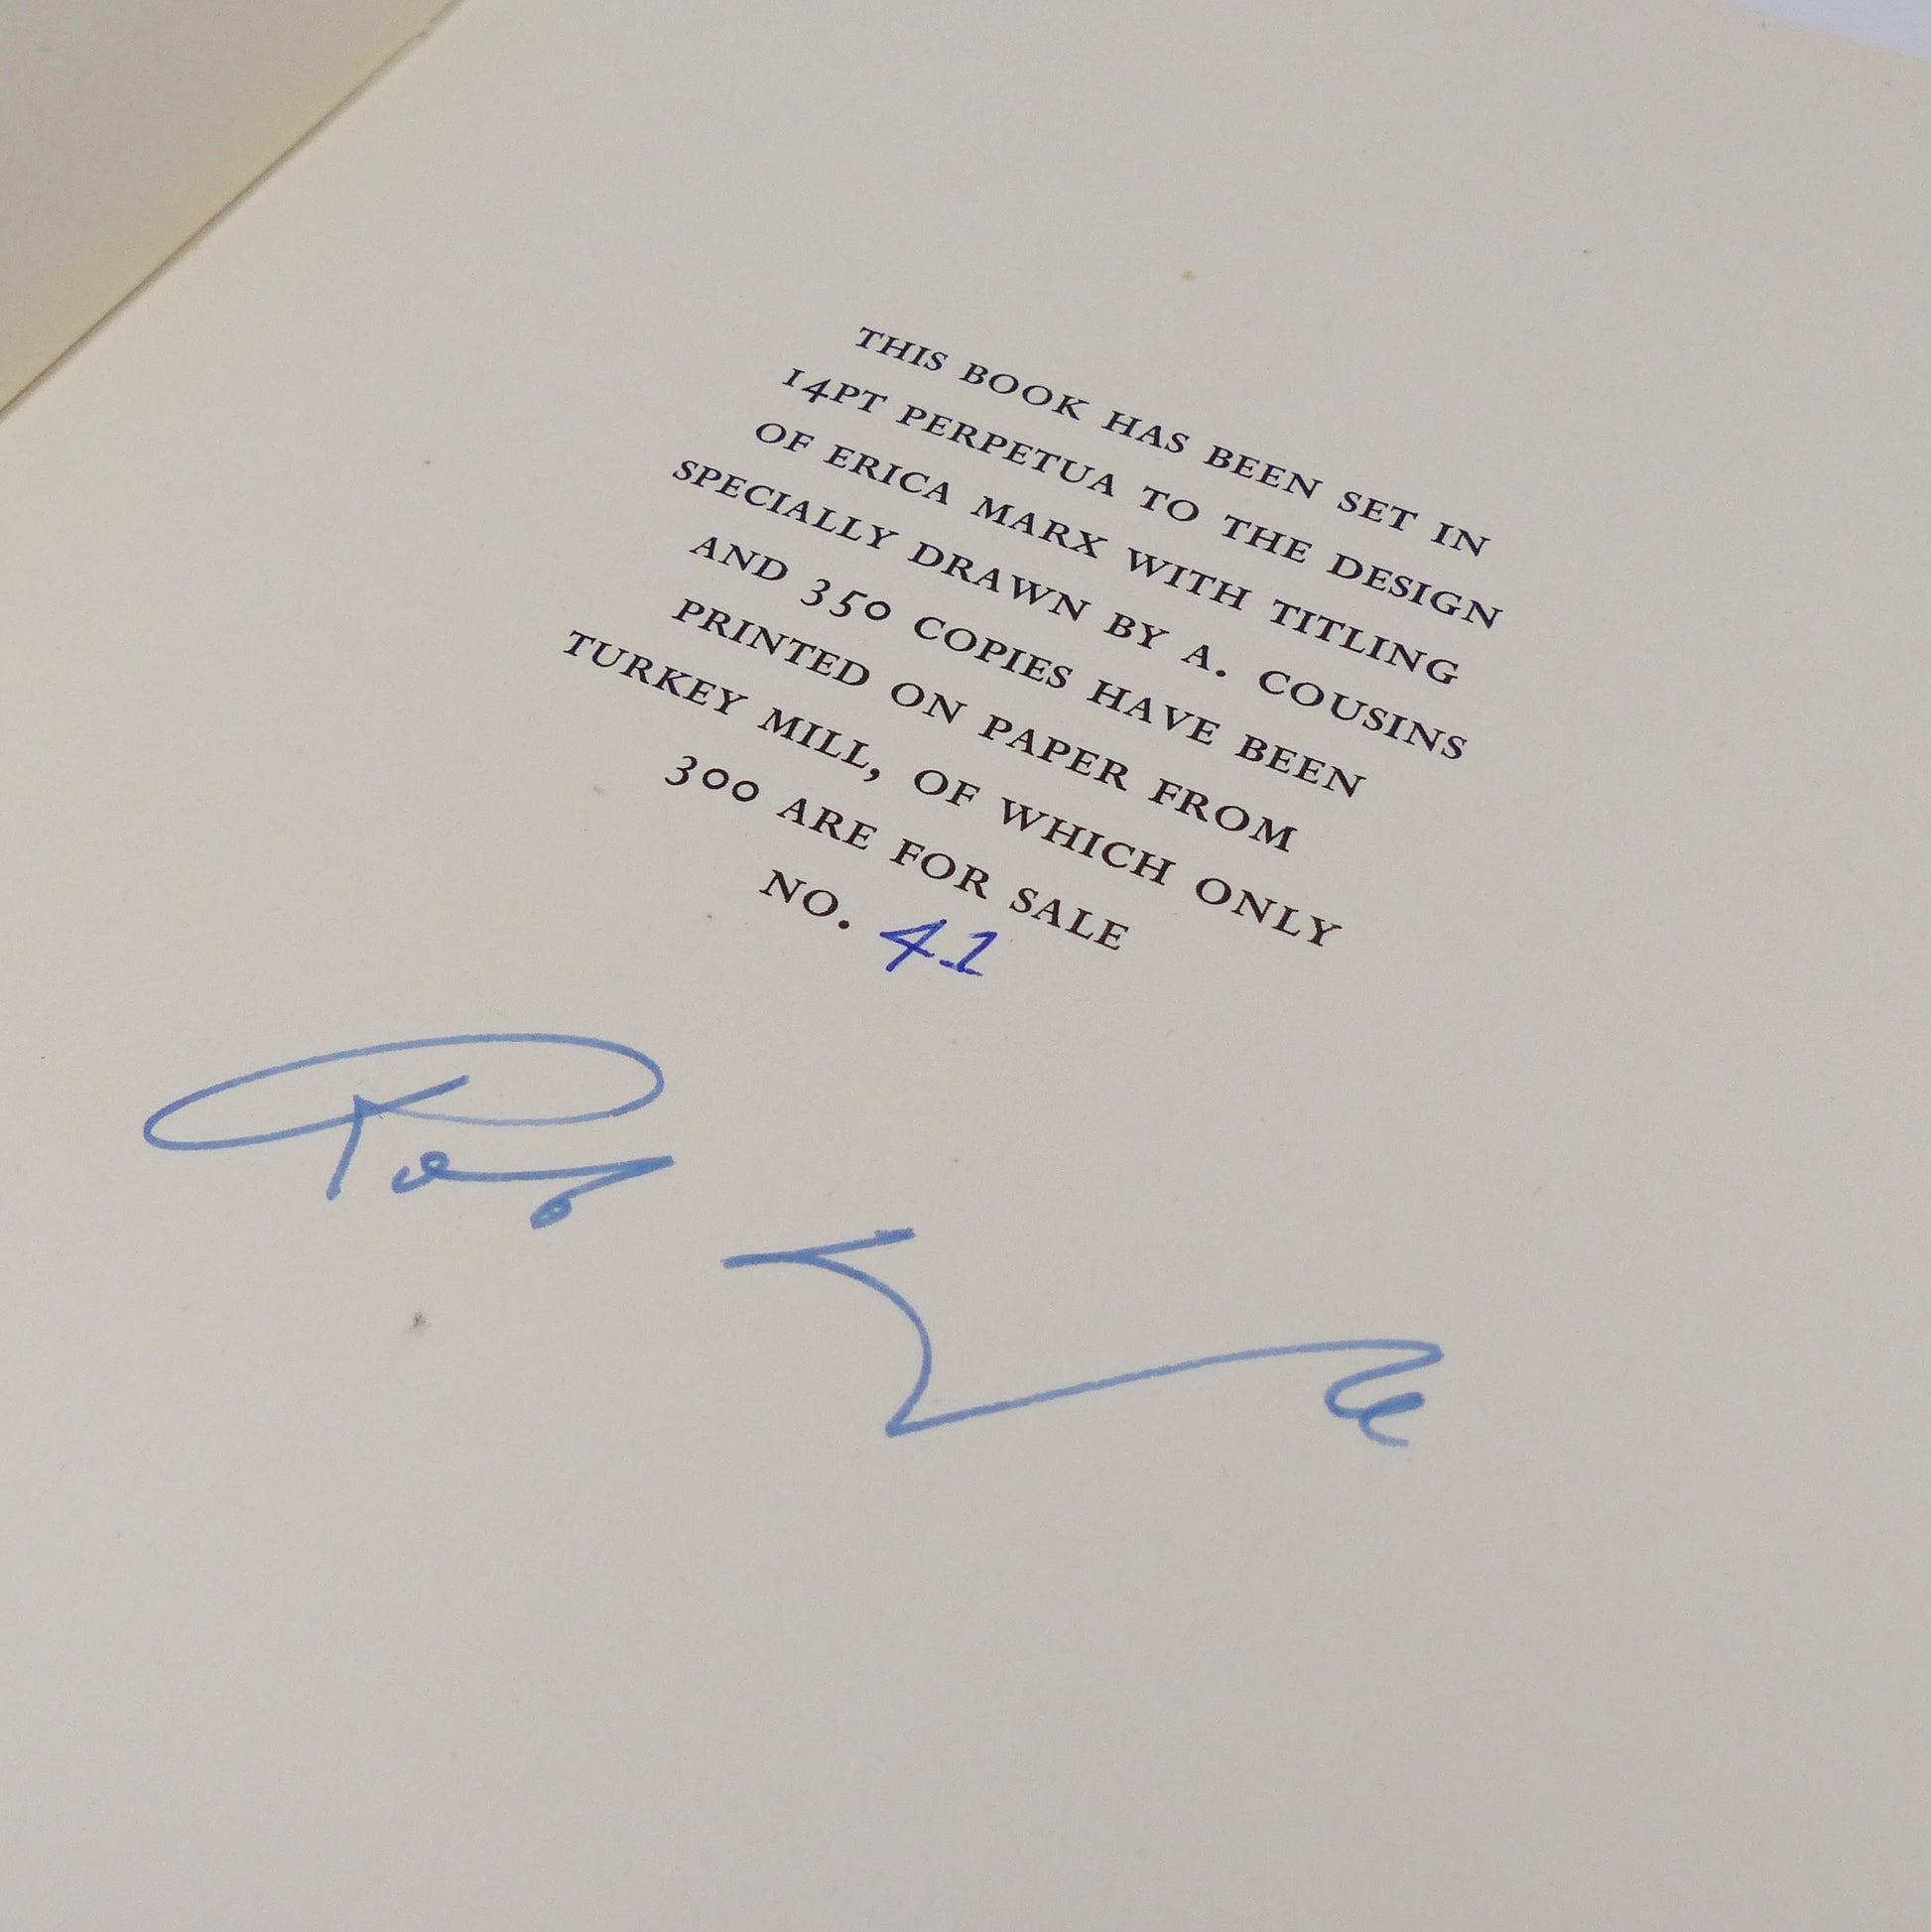 THIS BOOK HAS BEEN SET IN
14PT PERPETUA TO THE DESIGN
OF ERICA MARX WITH TITLING
SPECIALLY DRAWN BY A. COUSINS
AND 350 COPIES HAVE BEEN
PRINTED ON PAPER FROM
TURKEY MILL, OF WHICH ONLY
300 ARE FOR SALE
NO. 41